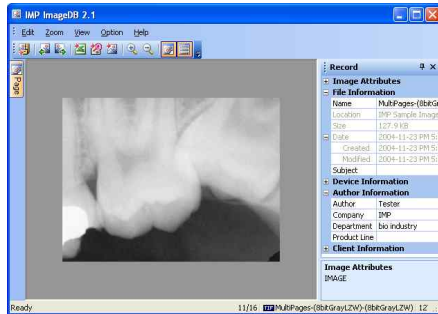 IMP ImageDB 2.1
Edit Zoom View Option Help
Page
Record
Image Attributes
File Information
Name MultiPages-(8bitGr
Location IMP Sample Image
Size 127.9 KB
Date 2004-11-23 PM 5:
Created 2004-11-23 PM 5:
Modified 2004-11-23 PM 5:
Subject
Device Information
Author Information
Author Tester
Company IMP
Department bio industry
Product Line
Client Information
Image Attributes
IMAGE
Ready 11/16 TIF MultiPages-(8bitGrayLZW)-(8bitGrayLZW) 12